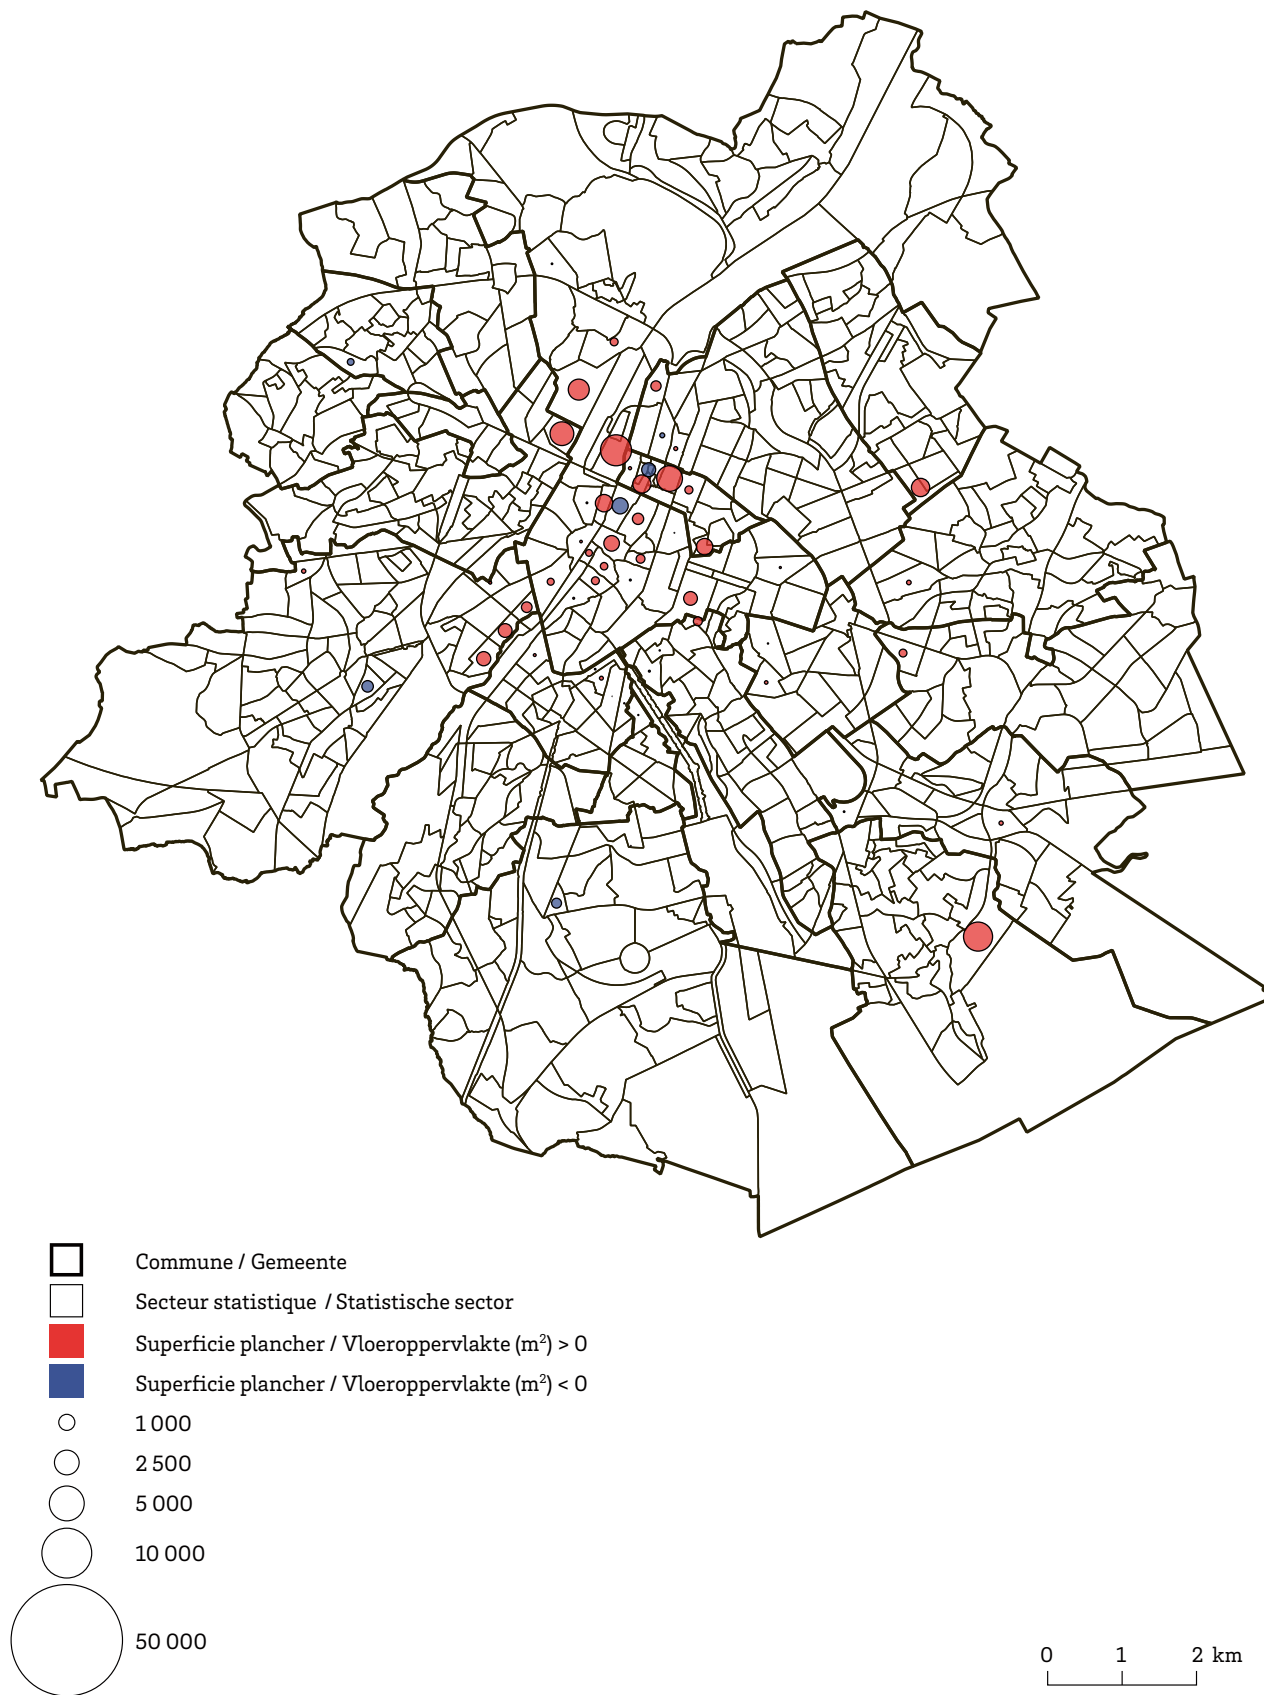 Commune / Gemeente
Secteur statistique / Statistische sector
Superficie plancher / Vloeroppervlakte (m²) > 0
Superficie plancher / Vloeroppervlakte (m²) < 0
1 000
2 500
5 000
10 000
50 000
0 1 2 km